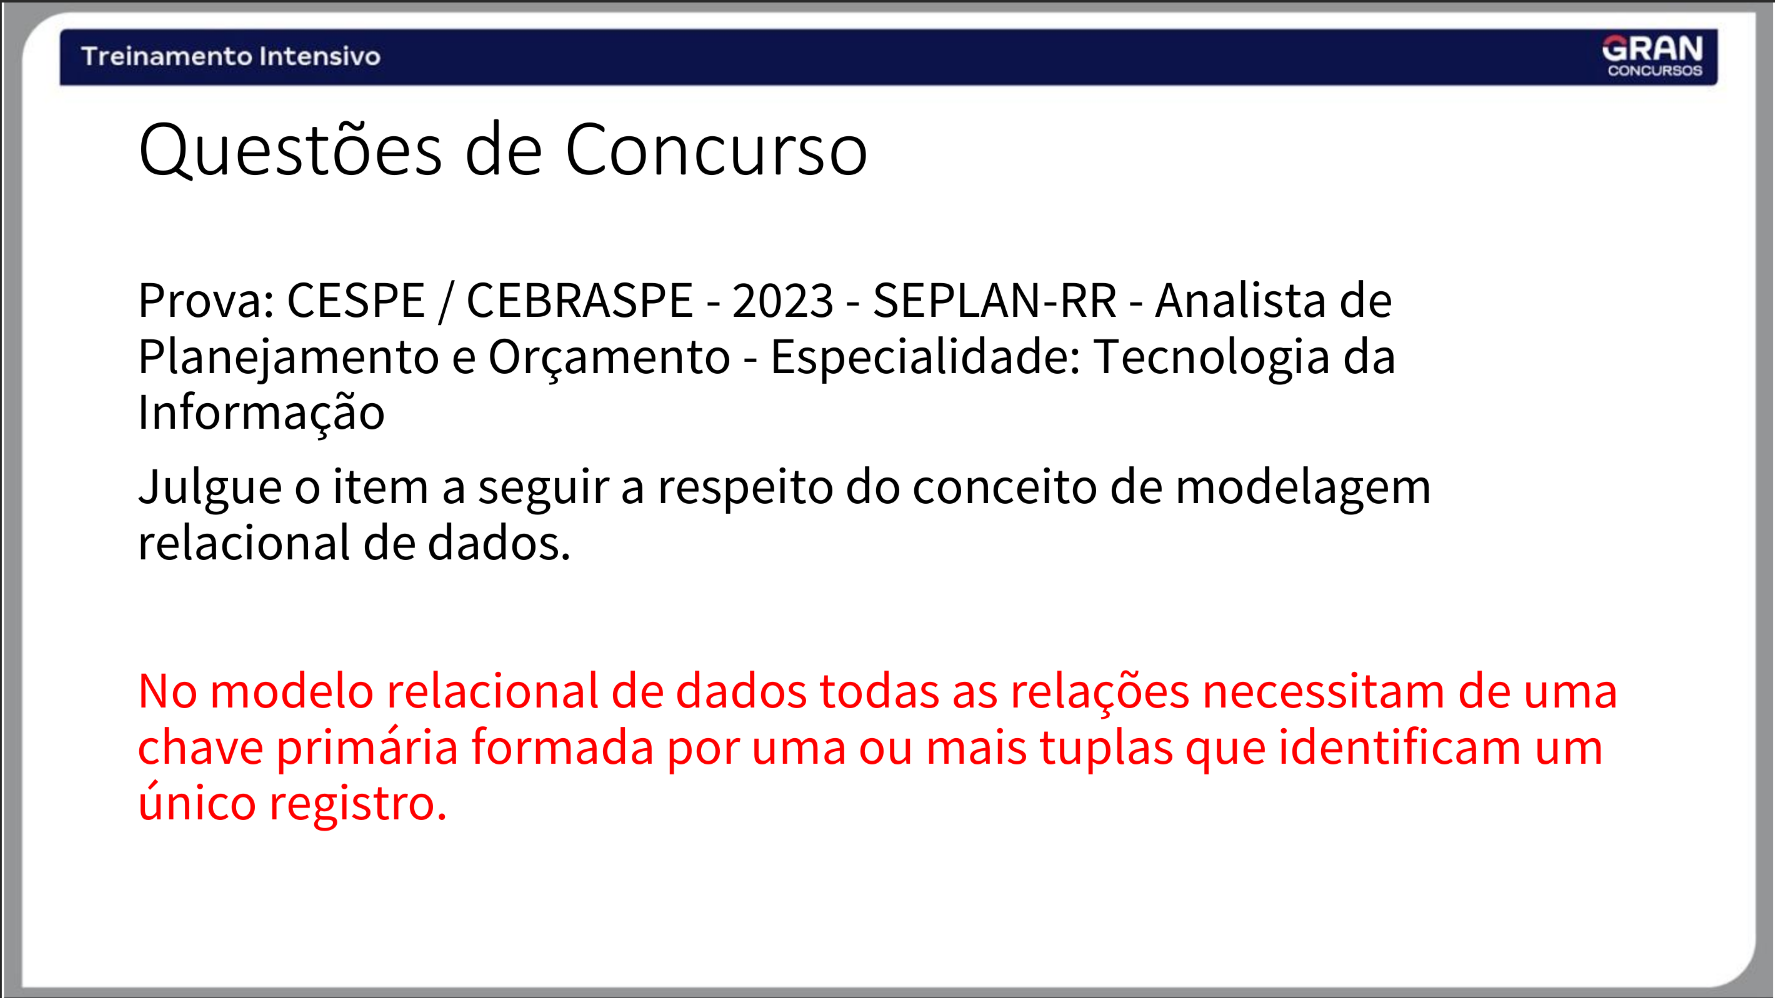 Treinamento Intensivo
GRAN
CONCURSOS
Questões de Concurso
Prova: CESPE / CEBRASPE - 2023 - SEPLAN-RR - Analista de
Planejamento e Orçamento - Especialidade: Tecnologia da
Informação
Julgue o item a seguir a respeito do conceito de modelagem
relacional de dados.
No modelo relacional de dados todas as relações necessitam de uma
chave primária formada por uma ou mais tuplas que identificam um
único registro.